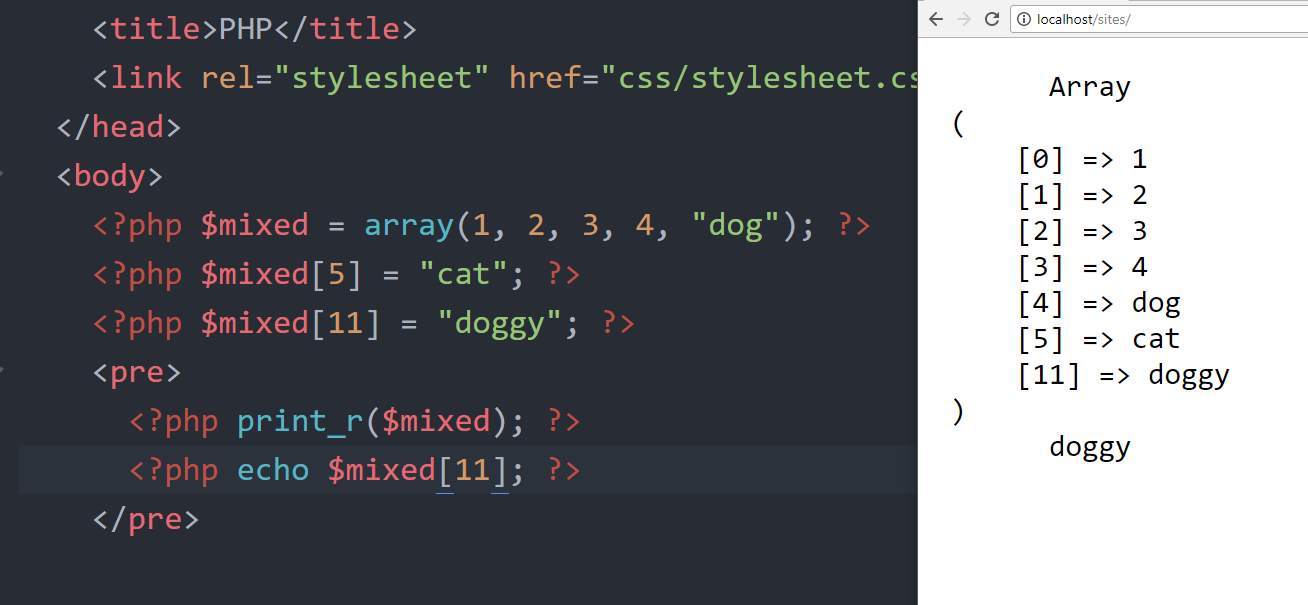 <title>PHP</title>
<link rel="stylesheet" href="css/stylesheet.cs
</head>
<body>
<?php $mixed = array(1, 2, 3, 4, "dog"); ?>
<?php $mixed[5] = "cat"; ?>
<?php $mixed[11] = "doggy"; ?>
<pre>
<?php print_r($mixed); ?>
<?php echo $mixed[11]; ?>
</pre>
localhost/sites/
Array
(
[0] => 1
[1] => 2
[2] => 3
[3] => 4
[4] => dog
[5] => cat
[11] => doggy
)
doggy